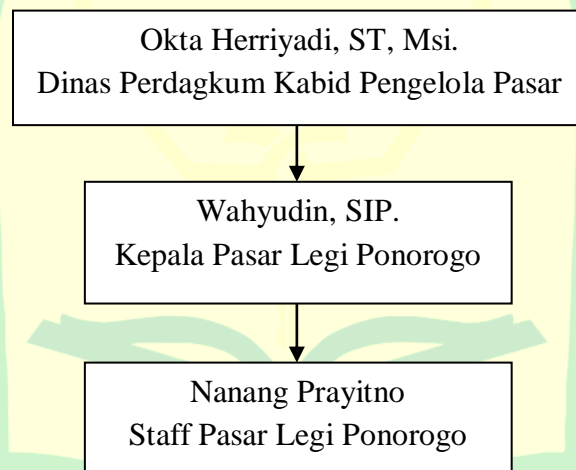 Okta Herriyadi, ST, Msi.
Dinas Perdagkum Kabid Pengelola Pasar
Wahyudin, SIP.
Kepala Pasar Legi Ponorogo
Nanang Prayitno
Staff Pasar Legi Ponorogo